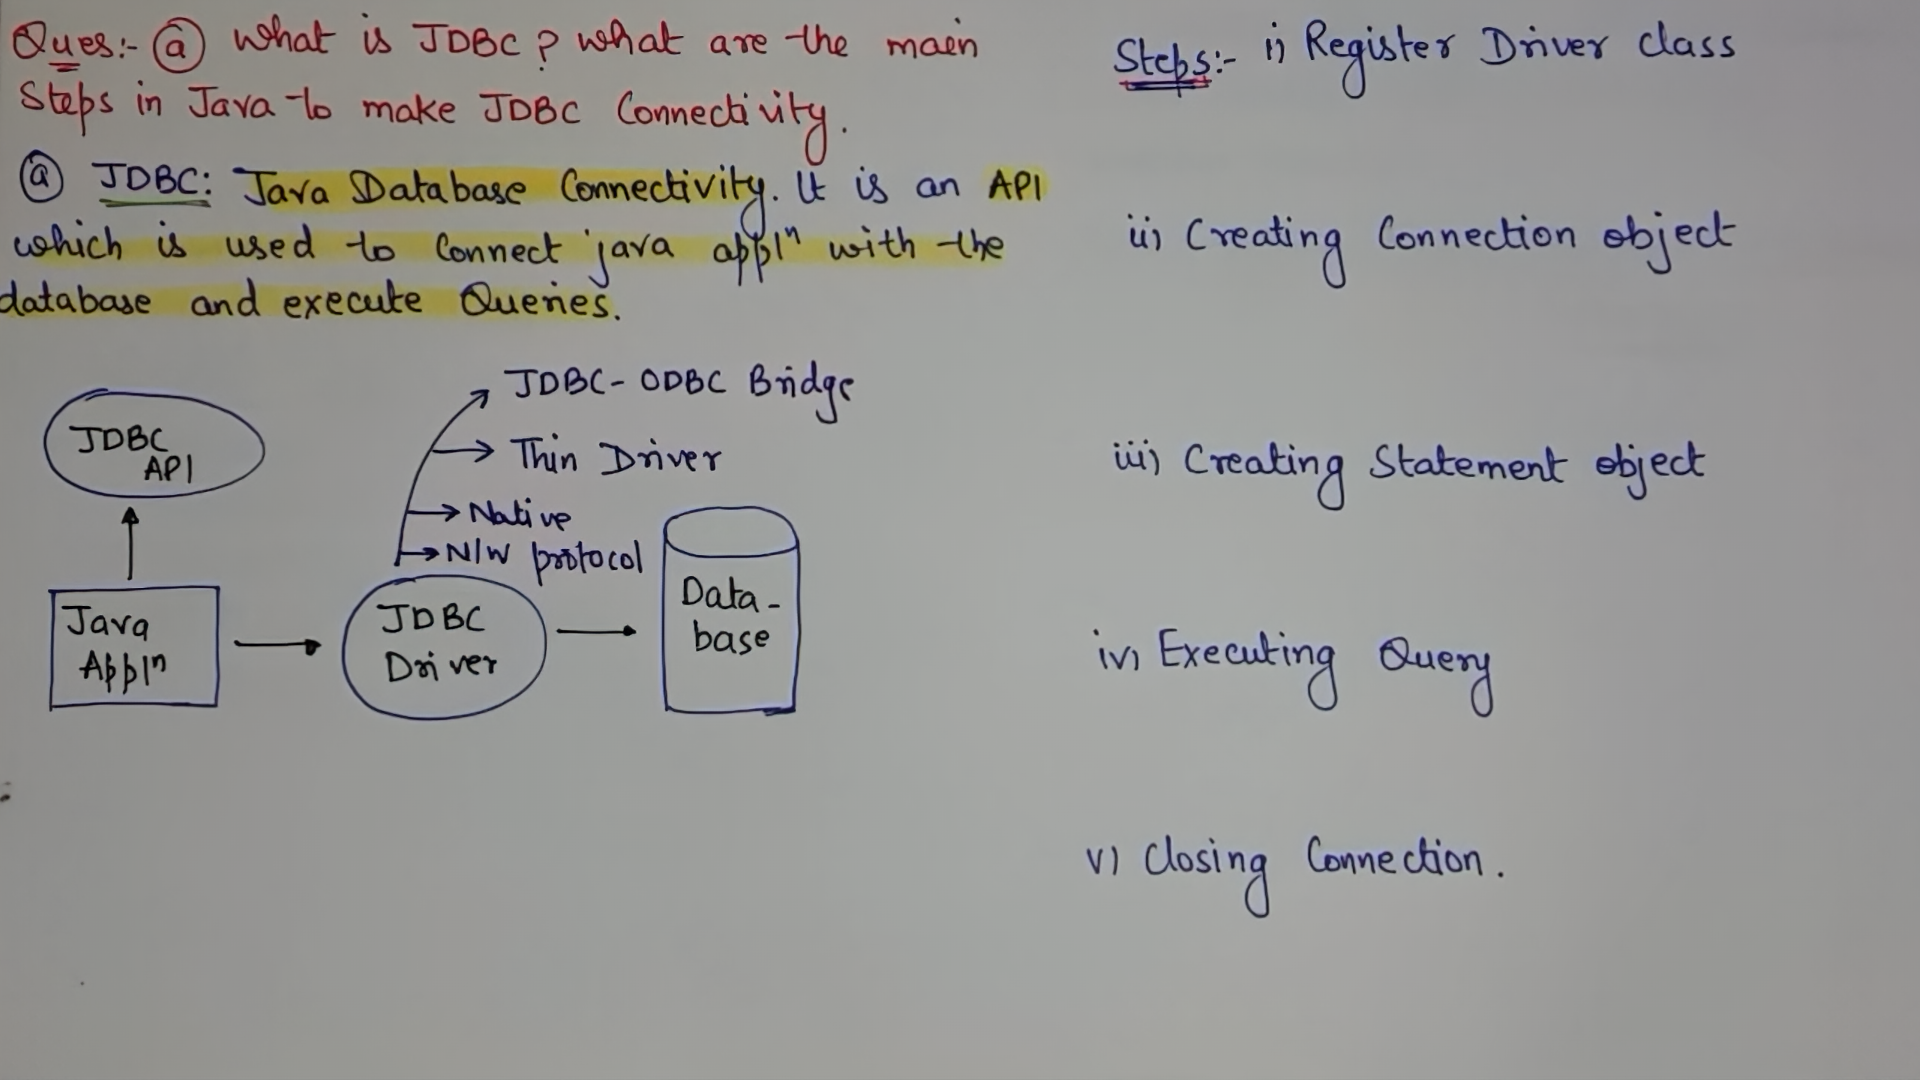 Ques:- (a) What is JDBC? What are the main
Steps in Java to make JDBC Connectivity.
(a) JDBC: Java Database Connectivity. It is an API
which is used to Connect java appln with the
database and execute Queries.
JDBC-ODBC Bridge
Thin Driver
Native
N/W protocol
JDBC
API
Java
Appln
JDBC
Driver
Data-
base
Steps:- i) Register Driver class
ii) Creating Connection object
iii) Creating Statement object
iv) Executing Query
v) Closing Connection.